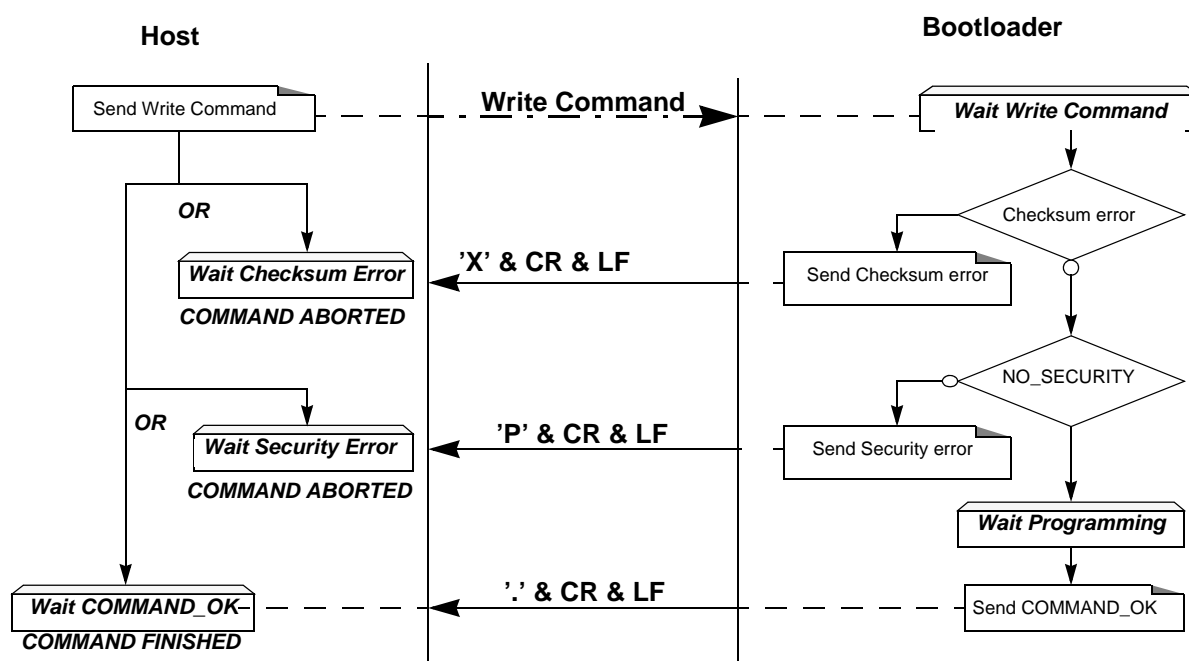 Host
Bootloader
Send Write Command
Write Command
Wait Write Command
OR
Checksum error
Wait Checksum Error
'X' & CR & LF
Send Checksum error
COMMAND ABORTED
NO_SECURITY
OR
Wait Security Error
'P' & CR & LF
Send Security error
COMMAND ABORTED
Wait Programming
Wait COMMAND_OK
'.' & CR & LF
Send COMMAND_OK
COMMAND FINISHED